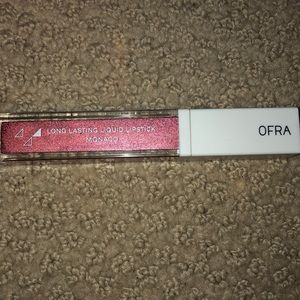 LONG LASTING LIQUID LIPSTICK
MONACO
OFRA